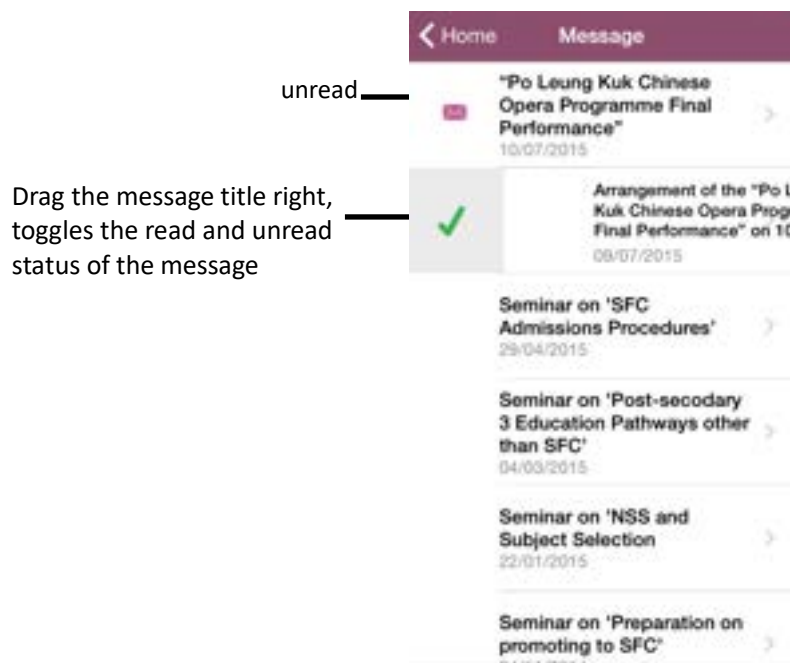 Home
Message
unread
"Po Leung Kuk Chinese
Opera Programme Final
Performance"
10/07/2015
Drag the message title right,
toggles the read and unread
status of the message
Arrangement of the "Po L
Kuk Chinese Opera Progr
Final Performance" on 10
09/07/2015
Seminar on 'SFC
Admissions Procedures'
29/04/2015
Seminar on 'Post-secodary
3 Education Pathways other
than SFC'
04/03/2015
Seminar on 'NSS and
Subject Selection
22/01/2015
Seminar on 'Preparation on
promoting to SFC'